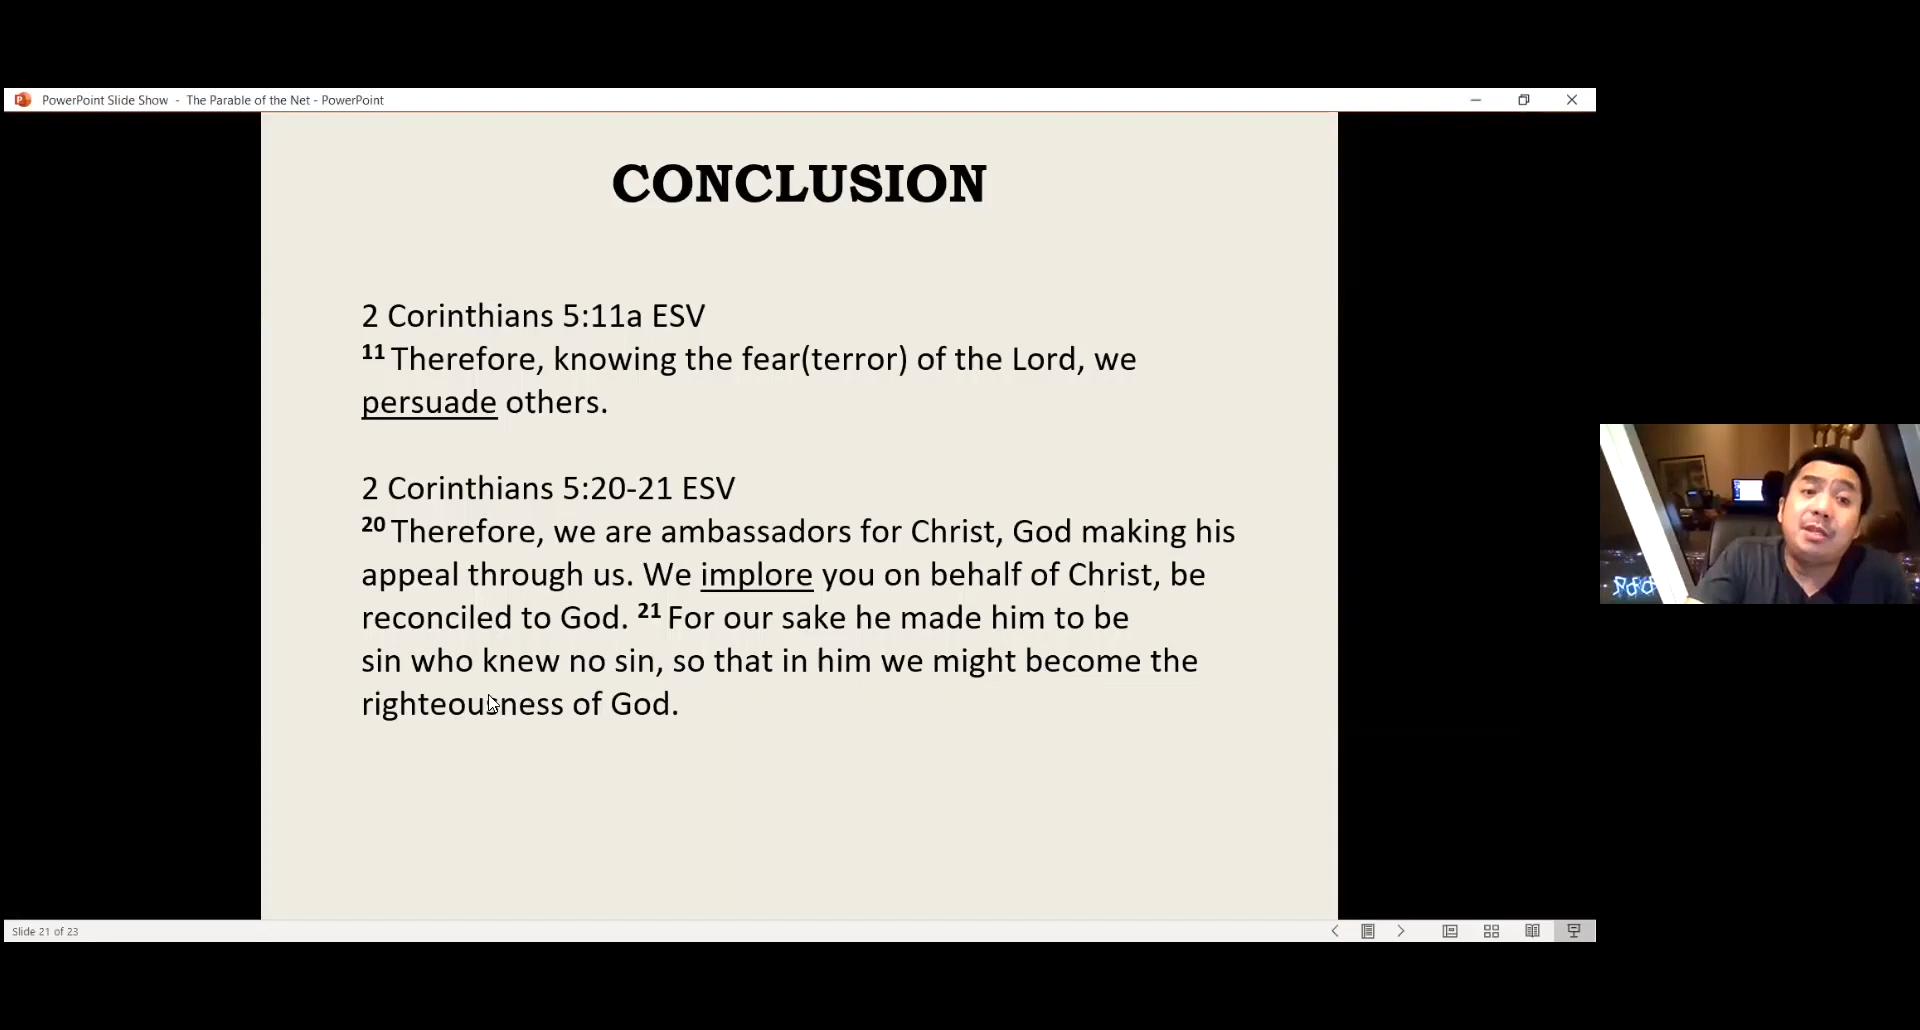 PowerPoint Slide Show - The Parable of the Net - PowerPoint
CONCLUSION
2 Corinthians 5:11a ESV
11 Therefore, knowing the fear(terror) of the Lord, we
persuade others.
2 Corinthians 5:20-21 ESV
20 Therefore, we are ambassadors for Christ, God making his
appeal through us. We implore you on behalf of Christ, be
reconciled to God. 21 For our sake he made him to be
sin who knew no sin, so that in him we might become the
righteousness of God.
Slide 21 of 23